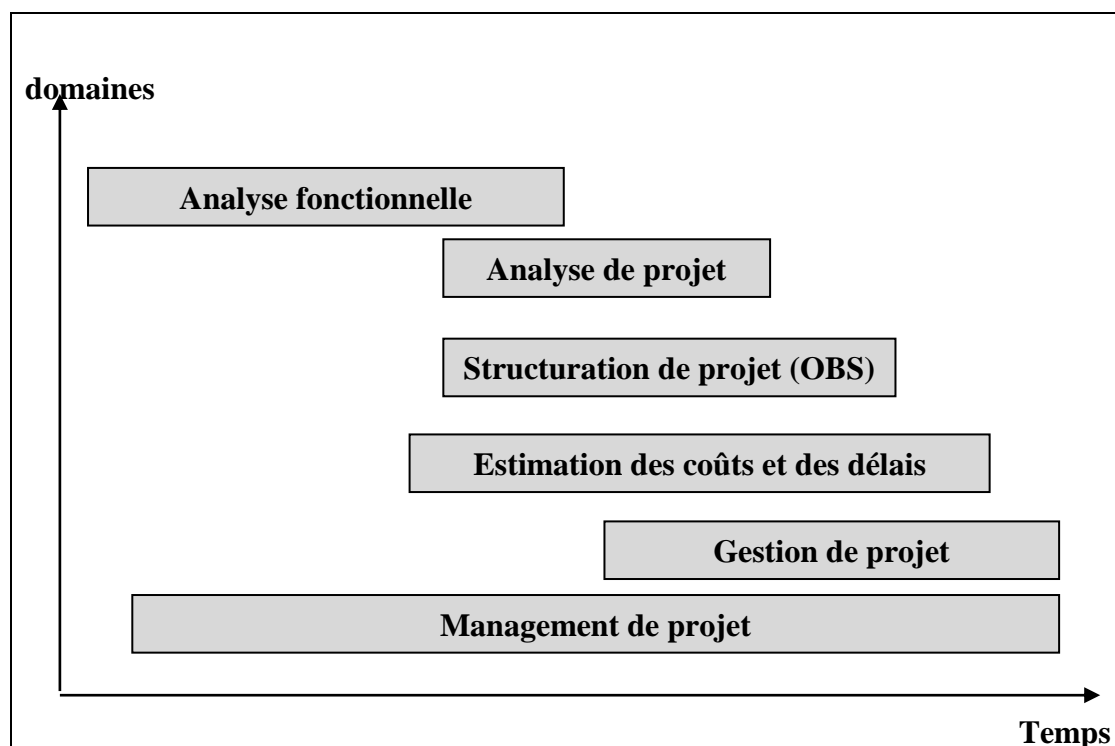 domaines
Analyse fonctionnelle
Analyse de projet
Structuration de projet (OBS)
Estimation des coûts et des délais
Gestion de projet
Management de projet
Temps